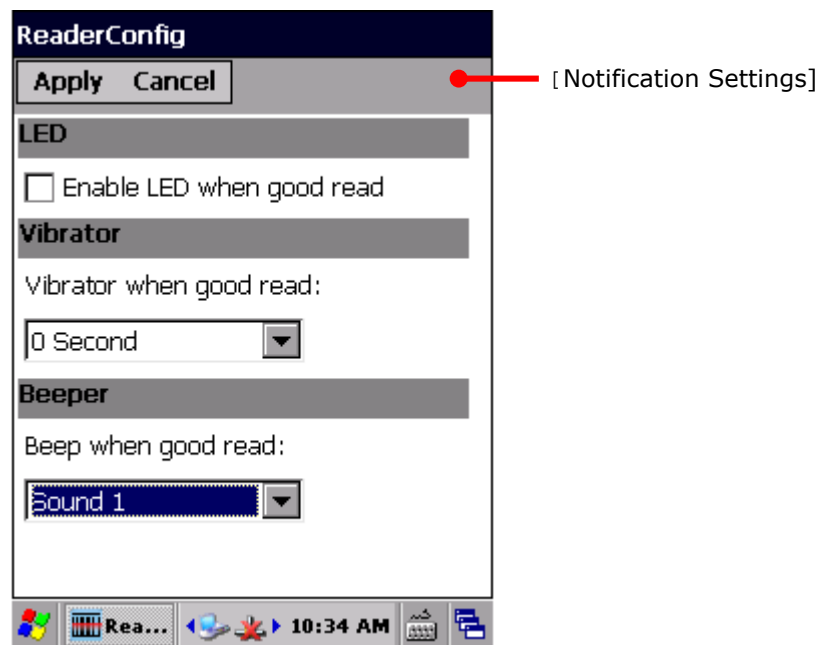 ReaderConfig
Apply Cancel
[Notification Settings]
LED
Enable LED when good read
Vibrator
Vibrator when good read:
0 Second
Beeper
Beep when good read:
Sound 1
Rea... 10:34 AM